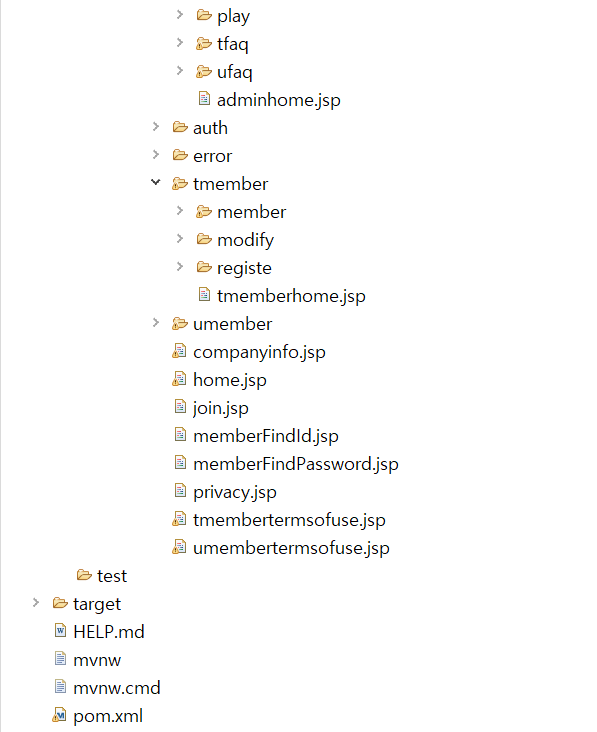 play
tfaq
ufaq
adminhome.jsp
auth
error
tmember
member
modify
registe
tmemberhome.jsp
umember
companyinfo.jsp
home.jsp
join.jsp
memberFindId.jsp
memberFindPassword.jsp
privacy.jsp
tmembertermsofuse.jsp
umembertermsofuse.jsp
test
target
HELP.md
mvnw
mvnw.cmd
pom.xml